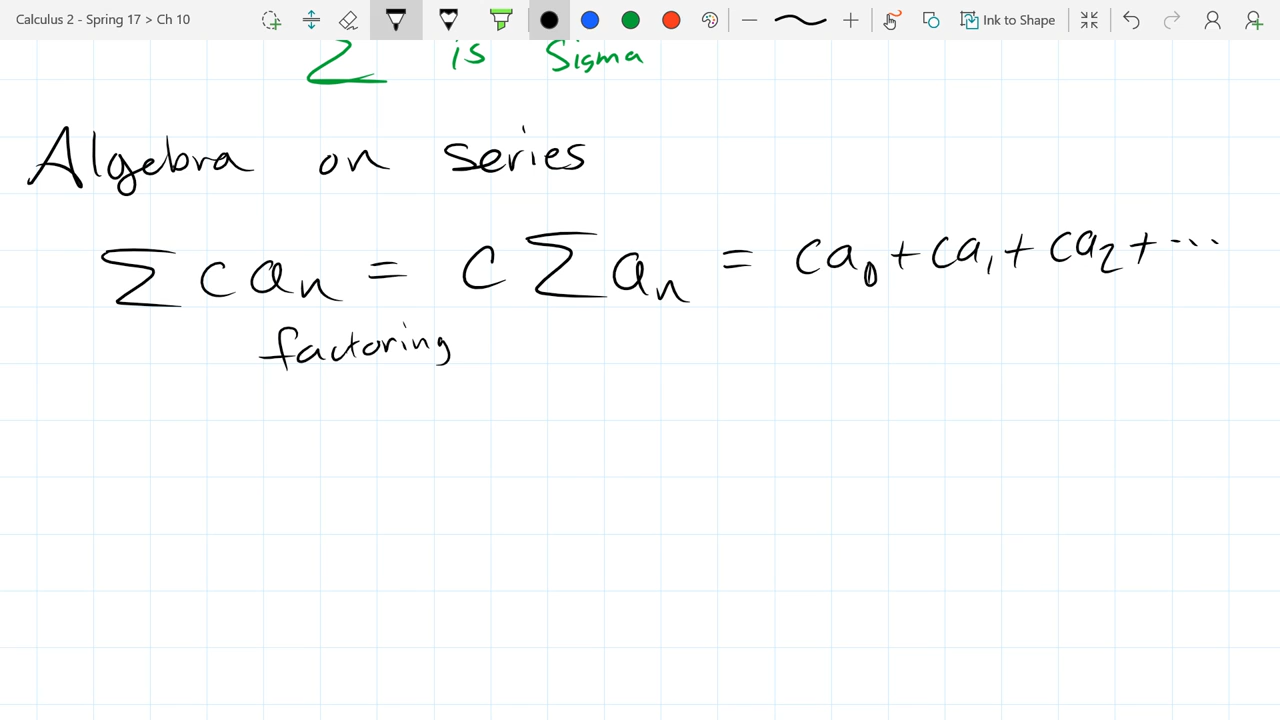 Calculus 2 - Spring 17 > Ch 10 Ink to Shape
Σ is Sigma
Algebra on series
Σ c aₙ = c Σ aₙ = ca₀ + ca₁ + ca₂ + ⋯
factoring